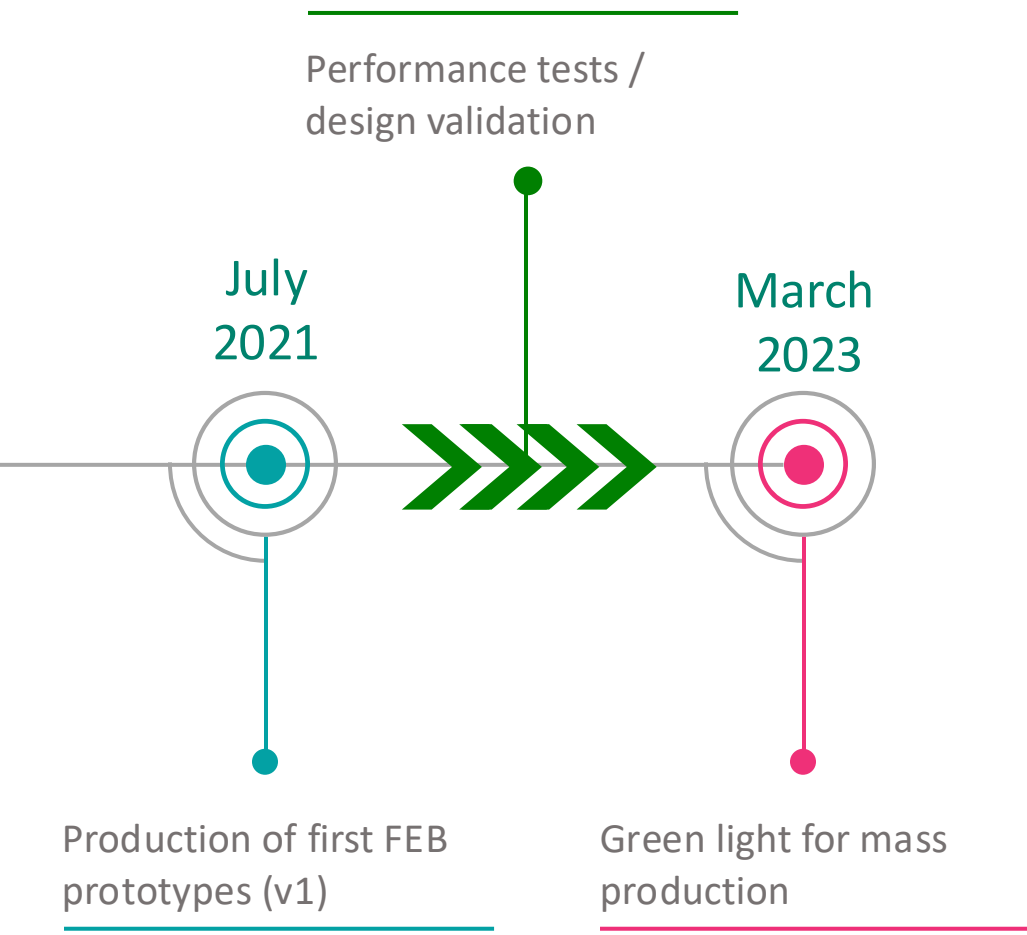 Performance tests /
design validation
July
2021
March
2023
Production of first FEB
prototypes (v1)
Green light for mass
production